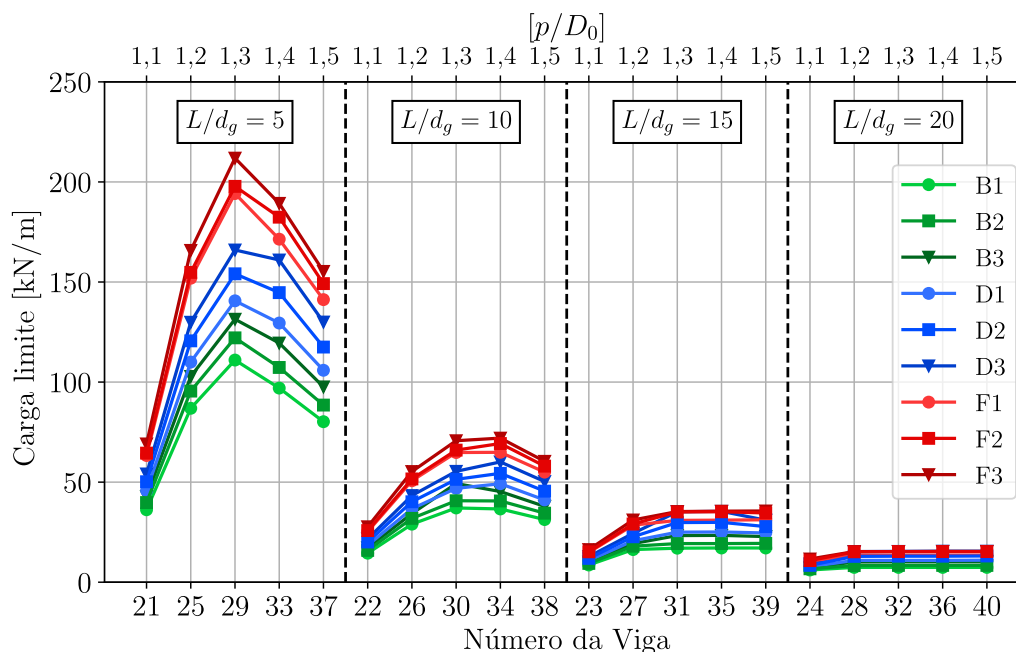 [p/D₀]
1,1 1,2 1,3 1,4 1,5 1,1 1,2 1,3 1,4 1,5 1,1 1,2 1,3 1,4 1,5 1,1 1,2 1,3 1,4 1,5
250
L/d_g = 5 L/d_g = 10 L/d_g = 15 L/d_g = 20
200
150
100
50
0
Carga limite [kN/m]
B1
B2
B3
D1
D2
D3
F1
F2
F3
21 25 29 33 37 22 26 30 34 38 23 27 31 35 39 24 28 32 36 40
Número da Viga